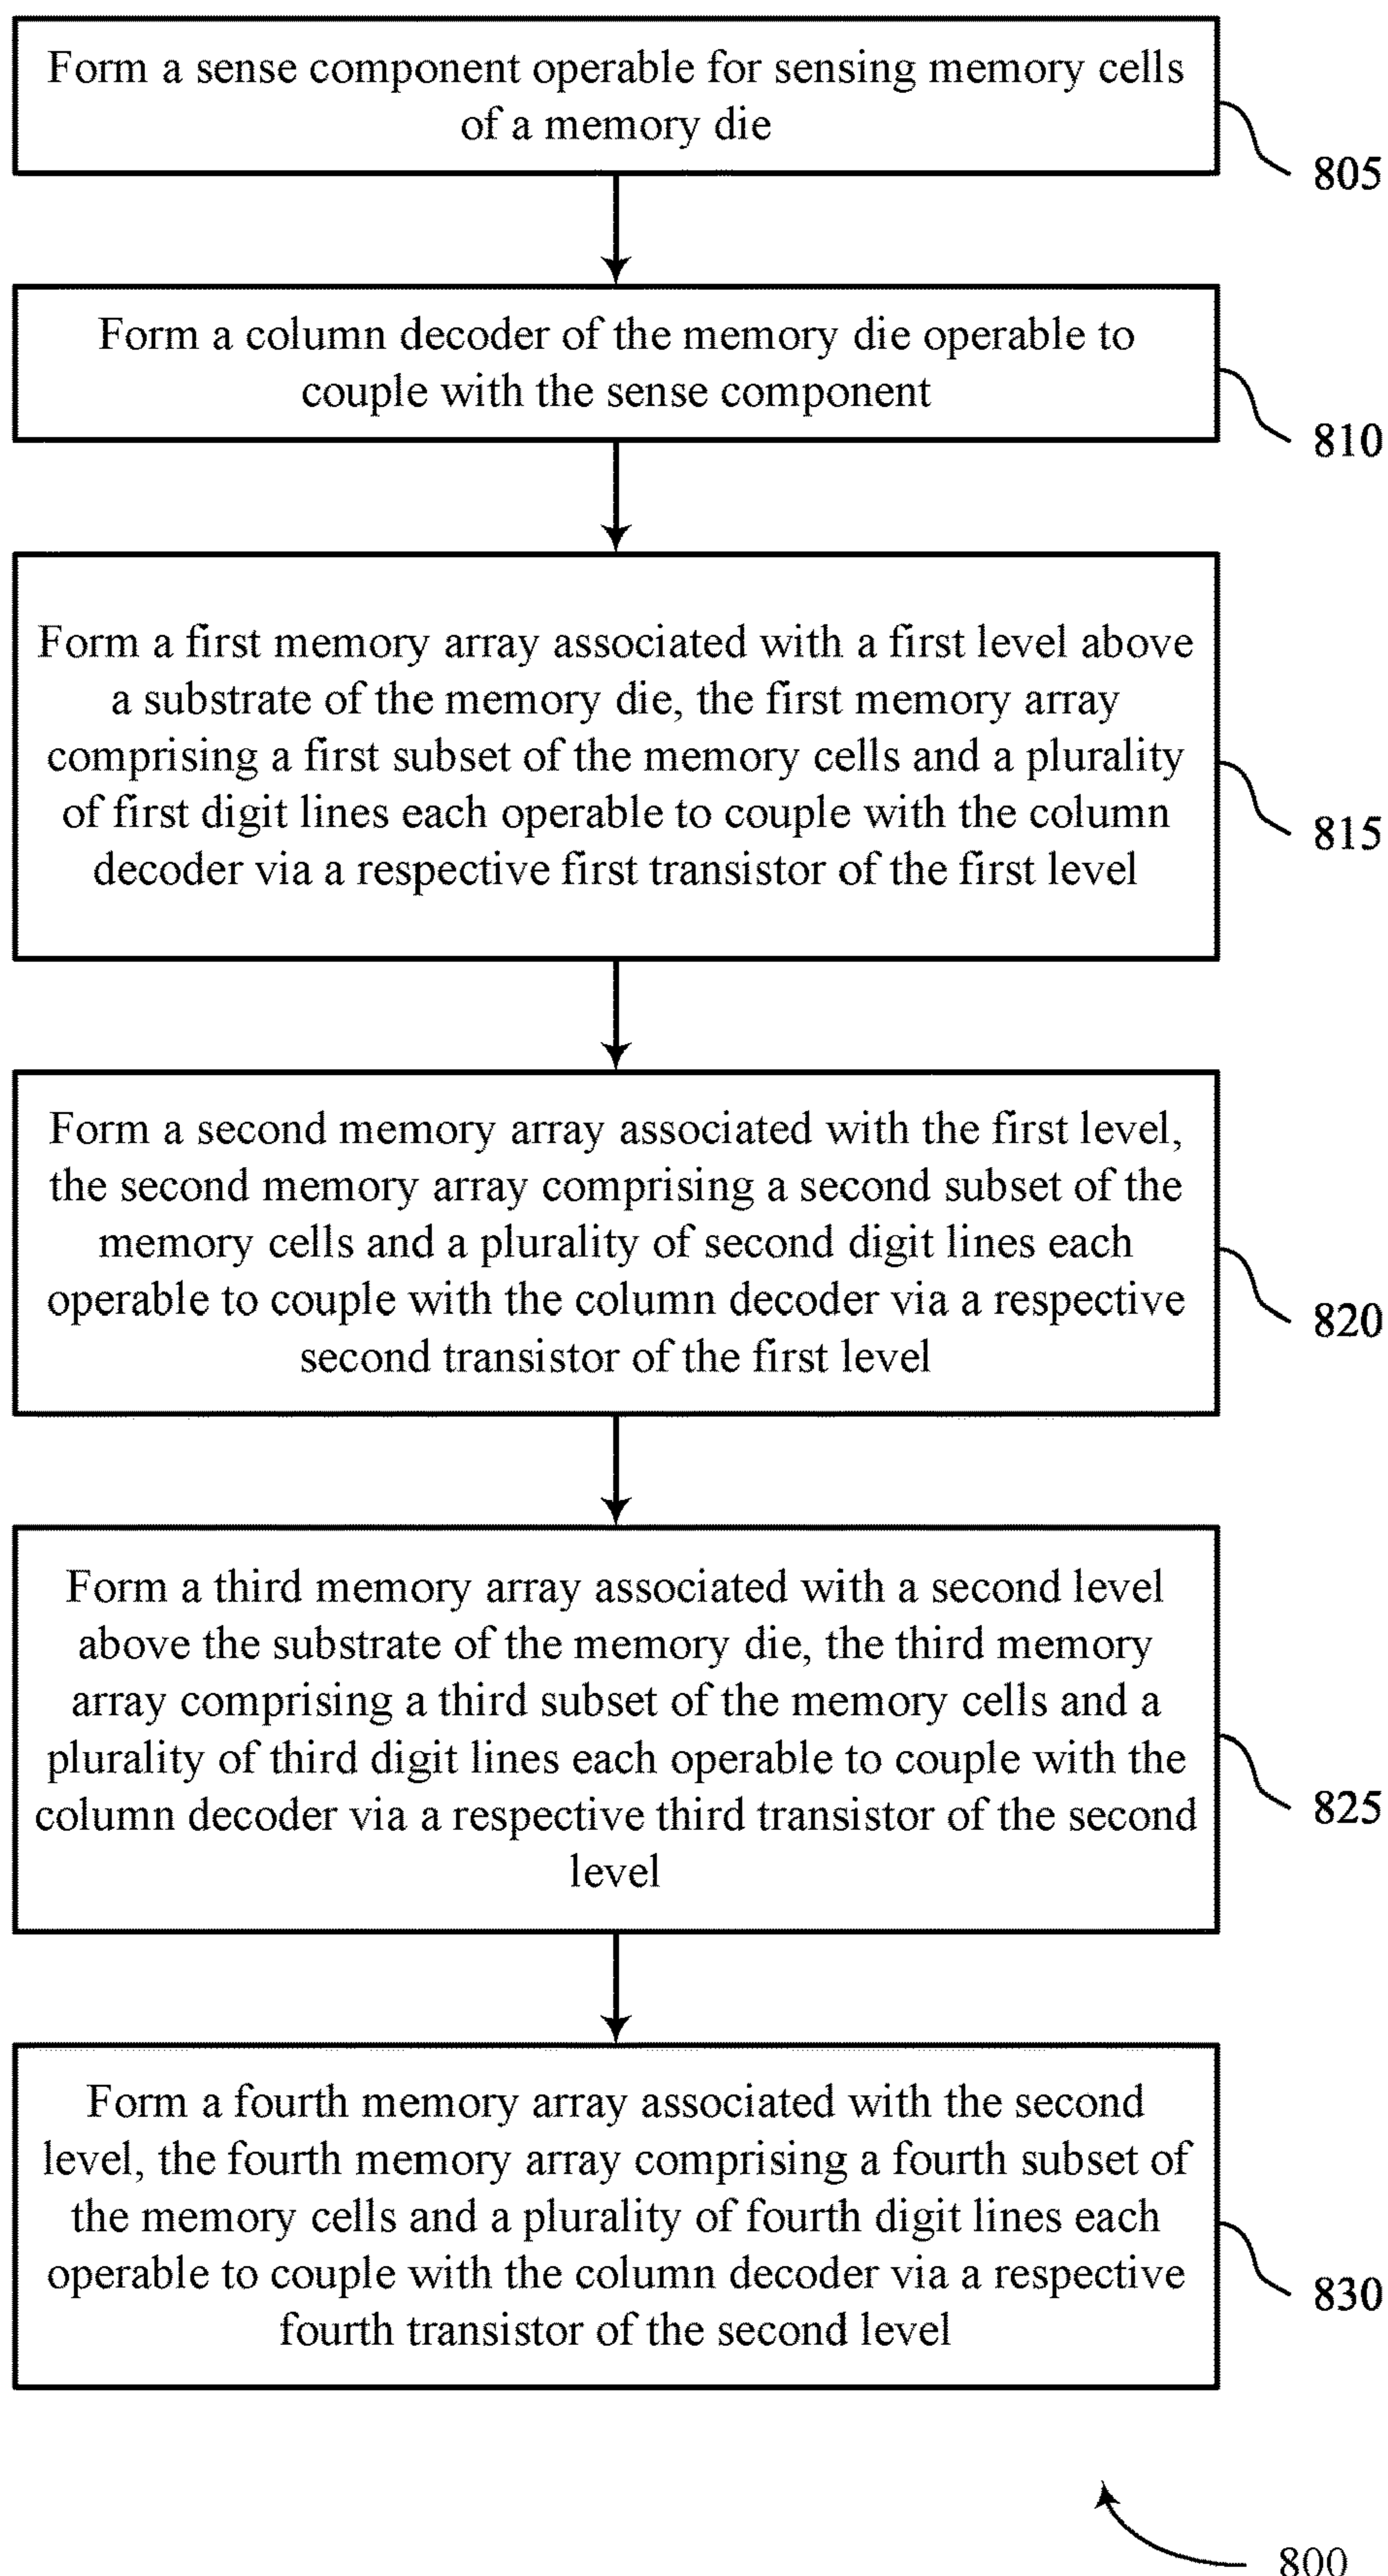 Form a sense component operable for sensing memory cells
of a memory die
805
Form a column decoder of the memory die operable to
couple with the sense component
810
Form a first memory array associated with a first level above
a substrate of the memory die, the first memory array
comprising a first subset of the memory cells and a plurality
of first digit lines each operable to couple with the column
decoder via a respective first transistor of the first level
815
Form a second memory array associated with the first level,
the second memory array comprising a second subset of the
memory cells and a plurality of second digit lines each
operable to couple with the column decoder via a respective
second transistor of the first level
820
Form a third memory array associated with a second level
above the substrate of the memory die, the third memory
array comprising a third subset of the memory cells and a
plurality of third digit lines each operable to couple with the
column decoder via a respective third transistor of the second
level
825
Form a fourth memory array associated with the second
level, the fourth memory array comprising a fourth subset of
the memory cells and a plurality of fourth digit lines each
operable to couple with the column decoder via a respective
fourth transistor of the second level
830
800